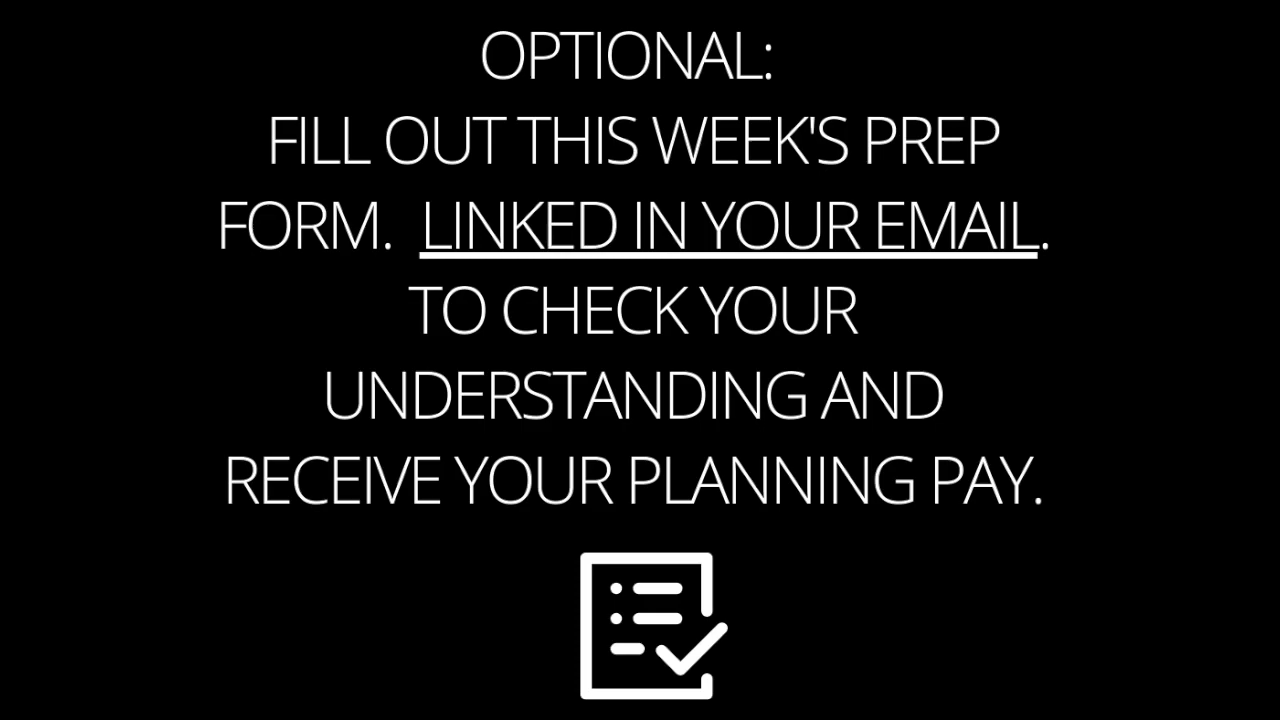 OPTIONAL:
FILL OUT THIS WEEK'S PREP
FORM. LINKED IN YOUR EMAIL.
TO CHECK YOUR
UNDERSTANDING AND
RECEIVE YOUR PLANNING PAY.